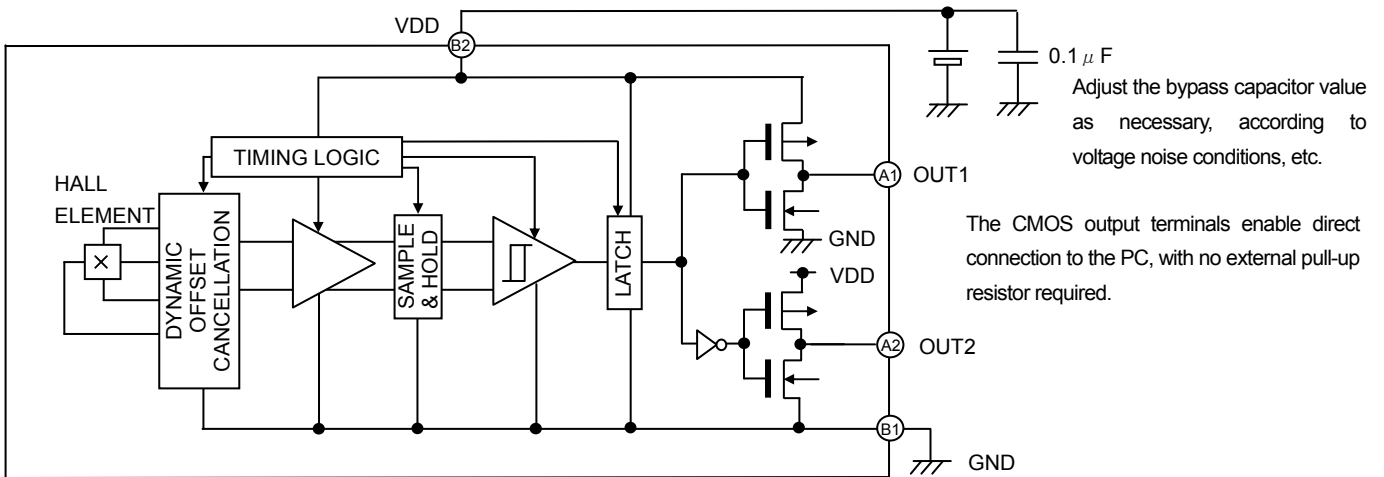 VDD
B2
0.1 μ F
Adjust the bypass capacitor value
as necessary, according to
voltage noise conditions, etc.
TIMING LOGIC
HALL
ELEMENT
×
DYNAMIC
OFFSET
CANCELLATION
SAMPLE
& HOLD
LATCH
A1
OUT1
GND
The CMOS output terminals enable direct
connection to the PC, with no external pull-up
resistor required.
VDD
A2
OUT2
B1
GND